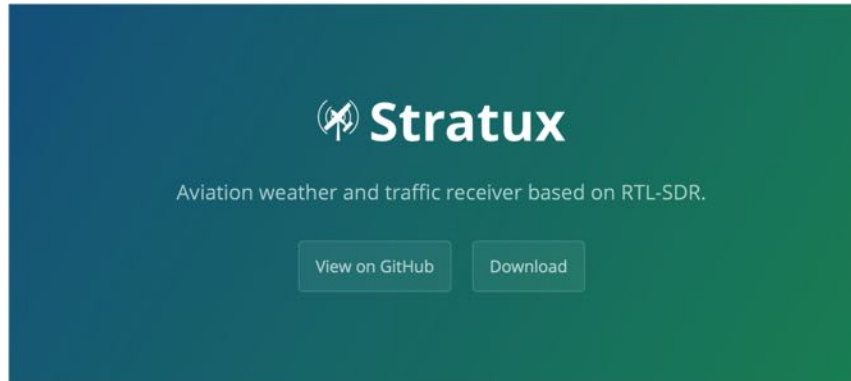 Stratux
Aviation weather and traffic receiver based on RTL-SDR.
View on GitHub
Download